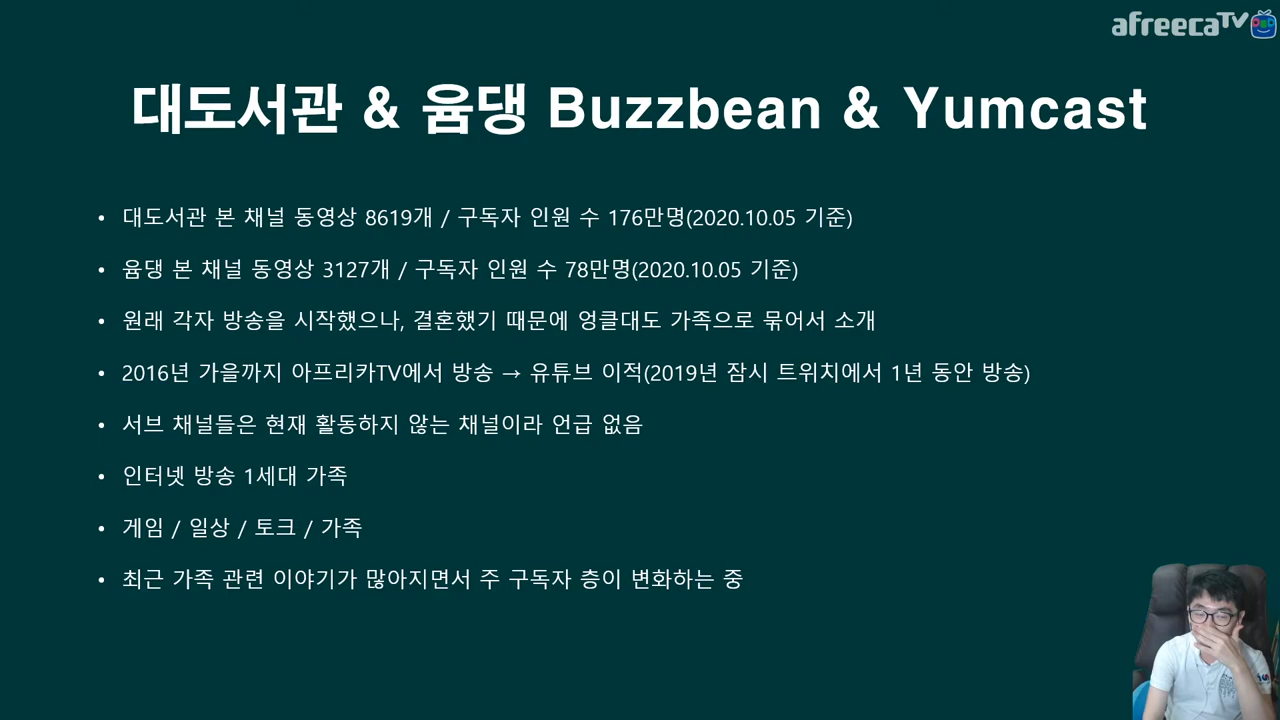 afreecaTV
대도서관 & 윰댕 Buzzbean & Yumcast
• 대도서관 본 채널 동영상 8619개 / 구독자 인원 수 176만명(2020.10.05 기준)
• 윰댕 본 채널 동영상 3127개 / 구독자 인원 수 78만명(2020.10.05 기준)
• 원래 각자 방송을 시작했으나, 결혼했기 때문에 엉클대도 가족으로 묶어서 소개
• 2016년 가을까지 아프리카TV에서 방송 → 유튜브 이적(2019년 잠시 트위치에서 1년 동안 방송)
• 서브 채널들은 현재 활동하지 않는 채널이라 언급 없음
• 인터넷 방송 1세대 가족
• 게임 / 일상 / 토크 / 가족
• 최근 가족 관련 이야기가 많아지면서 주 구독자 층이 변화하는 중